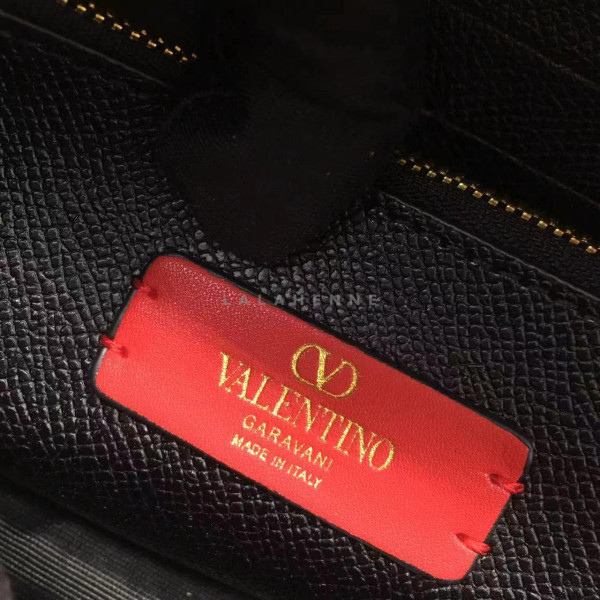 LALAHENNE
VALENTINO
GARAVANI
MADE IN ITALY